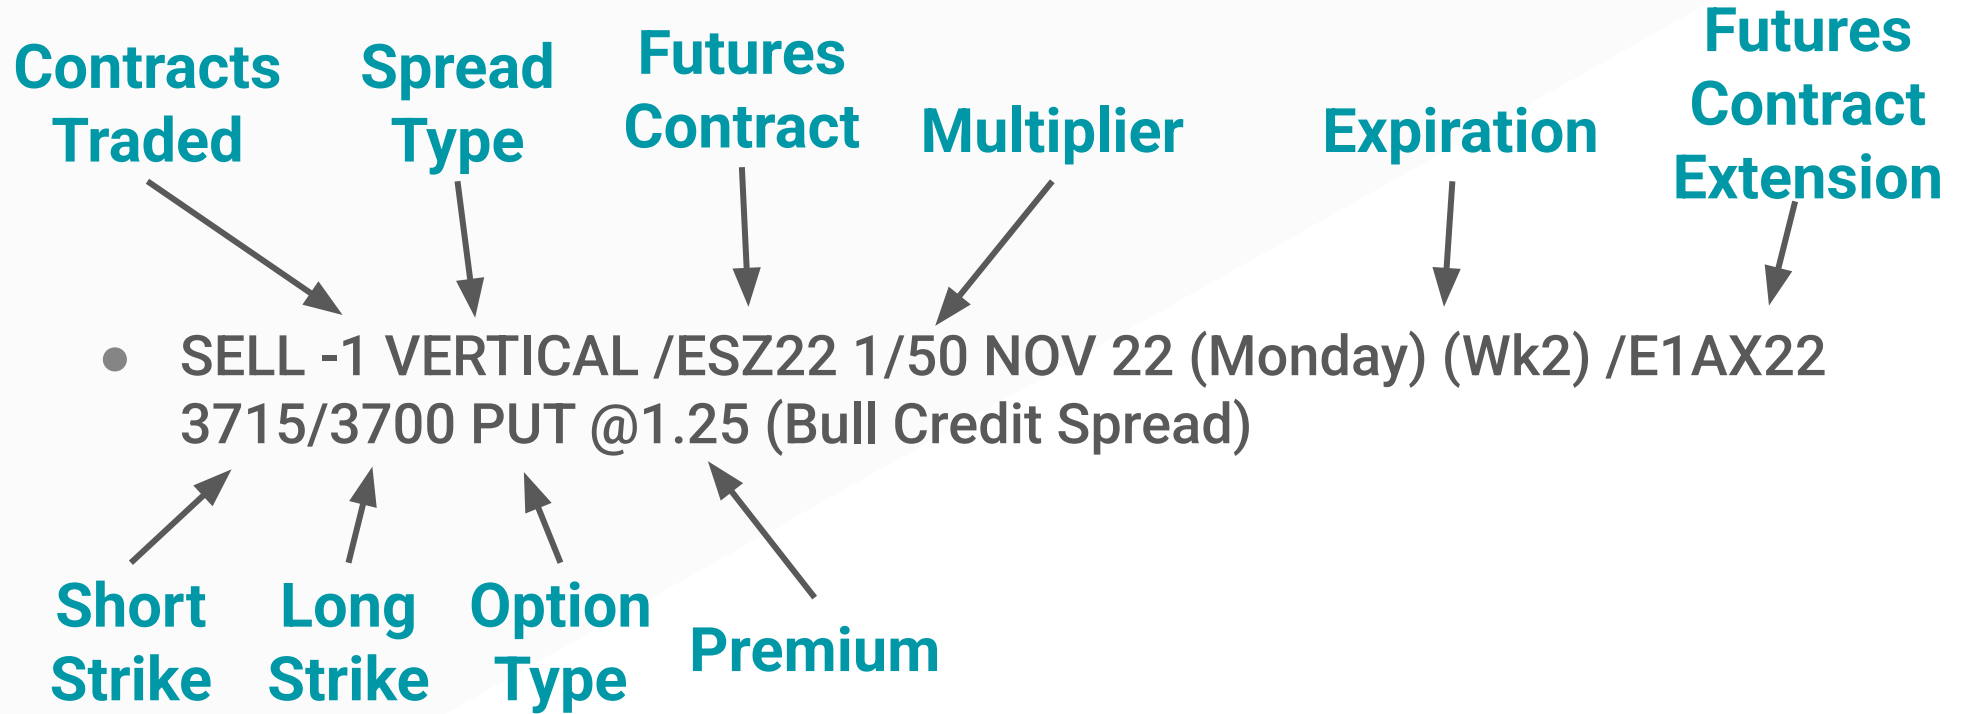 Contracts
Traded
Spread
Type
Futures
Contract
Multiplier
Expiration
Futures
Contract
Extension
● SELL -1 VERTICAL /ESZ22 1/50 NOV 22 (Monday) (Wk2) /E1AX22
3715/3700 PUT @1.25 (Bull Credit Spread)
Short
Strike
Long
Strike
Option
Type
Premium